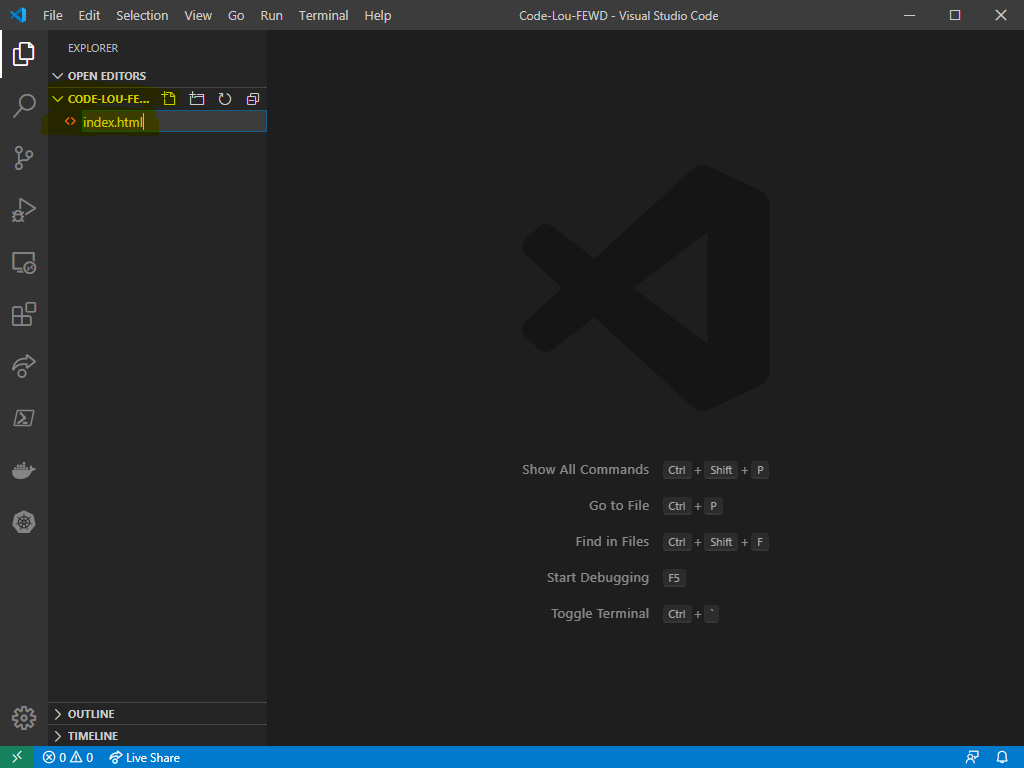 File Edit Selection View Go Run Terminal Help Code-Lou-FEWD - Visual Studio Code
EXPLORER
OPEN EDITORS
CODE-LOU-FE...
index.html
Show All Commands Ctrl + Shift + P
Go to File Ctrl + P
Find in Files Ctrl + Shift + F
Start Debugging F5
Toggle Terminal Ctrl + `
OUTLINE
TIMELINE
0 0 Live Share